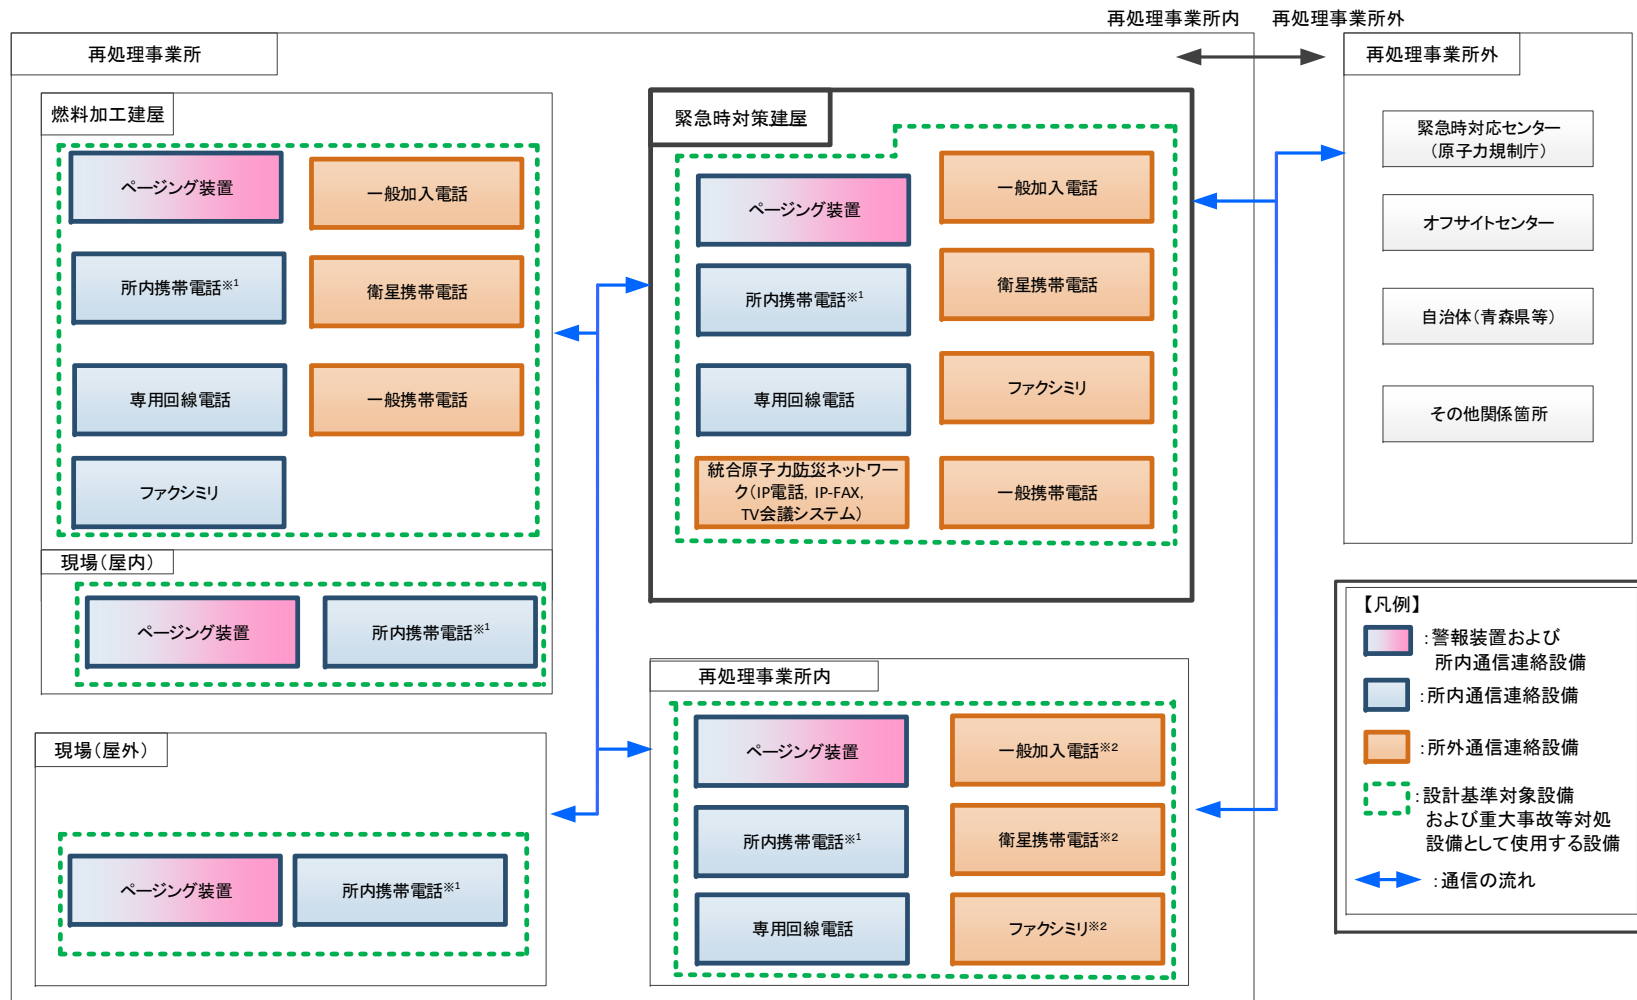 再処理事業所内
再処理事業所外
再処理事業所
燃料加工建屋
ページング装置
一般加入電話
所内携帯電話※1
衛星携帯電話
専用回線電話
一般携帯電話
ファクシミリ
現場(屋内)
ページング装置
所内携帯電話※1
現場(屋外)
ページング装置
所内携帯電話※1
緊急時対策建屋
ページング装置
一般加入電話
所内携帯電話※1
衛星携帯電話
専用回線電話
ファクシミリ
統合原子力防災ネットワー
ク(IP電話, IP-FAX,
TV会議システム)
一般携帯電話
再処理事業所内
ページング装置
一般加入電話※2
所内携帯電話※1
衛星携帯電話※2
専用回線電話
ファクシミリ※2
再処理事業所外
緊急時対応センター
(原子力規制庁)
オフサイトセンター
自治体(青森県等)
その他関係箇所
【凡例】
:警報装置および
所内通信連絡設備
:所内通信連絡設備
:所外通信連絡設備
:設計基準対象設備
および重大事故等対処
設備として使用する設備
:通信の流れ